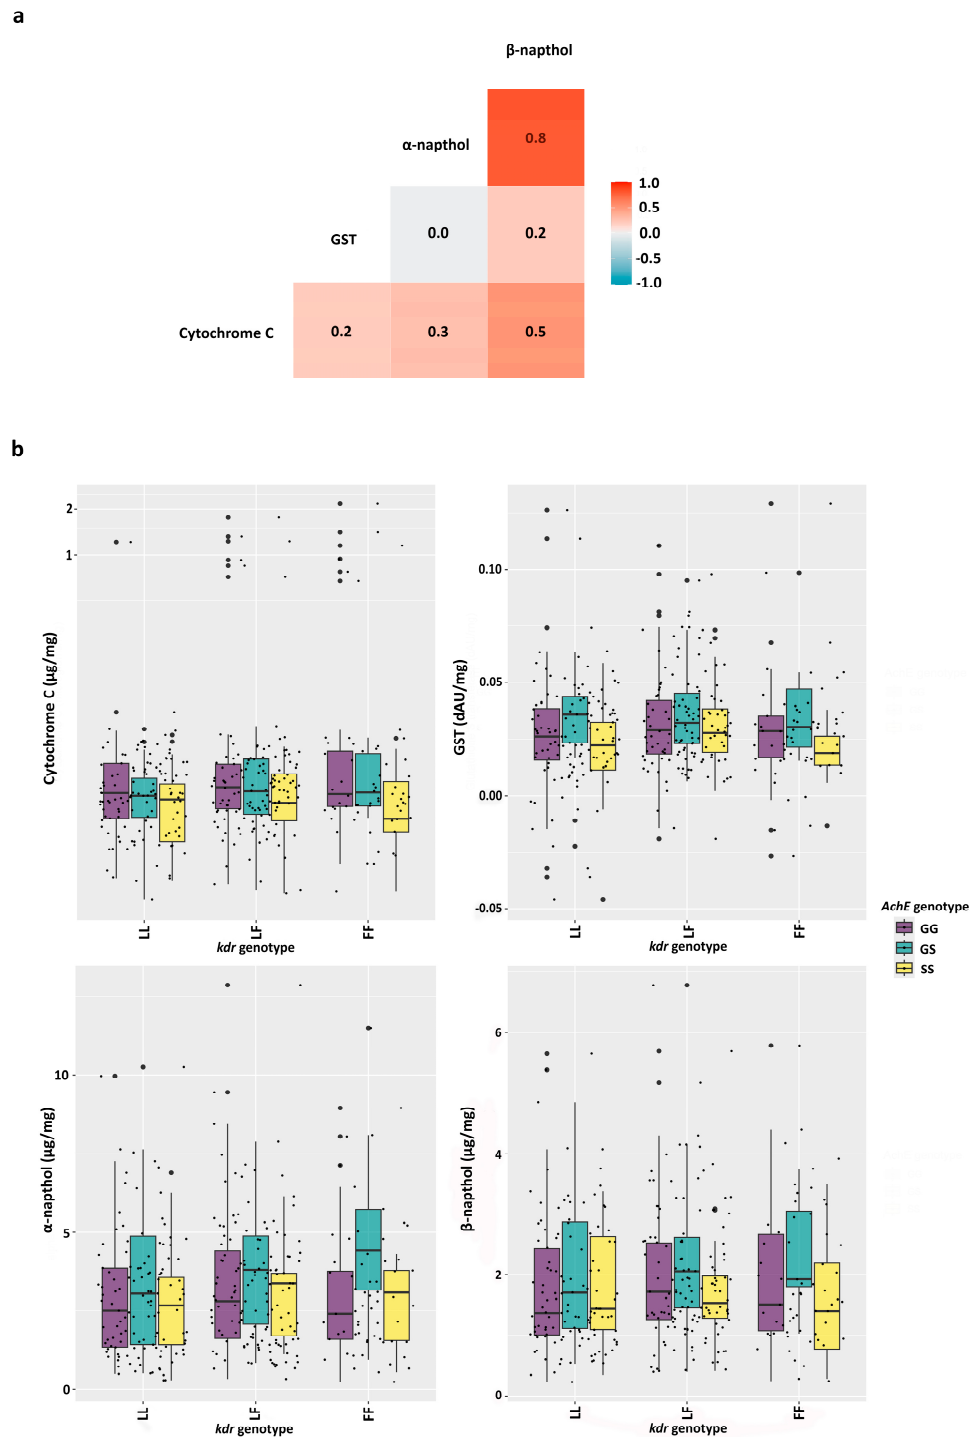 a
β-napthol
α-napthol
0.8
1.0
0.5
0.0
-0.5
-1.0
GST
0.0
0.2
Cytochrome C
0.2
0.3
0.5
b
Cytochrome C (µg/mg)
2
1
LL
LF
FF
kdr genotype
GST (dAU/mg)
0.10
0.05
0.00
-0.05
LL
LF
FF
kdr genotype
AchE genotype
GG
GS
SS
α-napthol (µg/mg)
10
5
0
LL
LF
FF
kdr genotype
β-napthol (µg/mg)
6
4
2
0
LL
LF
FF
kdr genotype